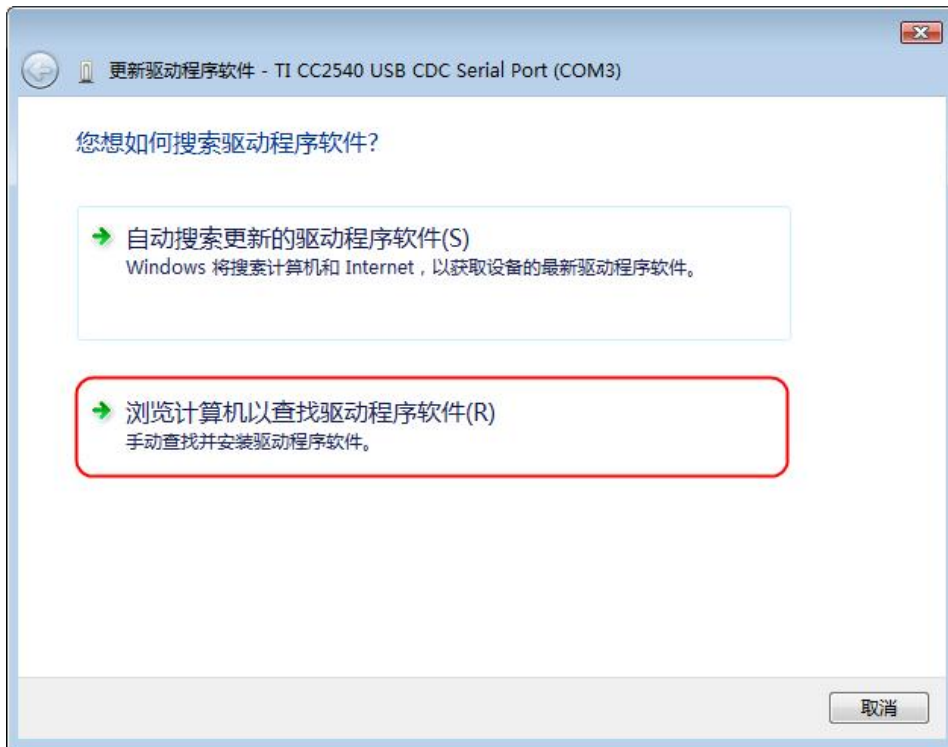 更新驱动程序软件 - TI CC2540 USB CDC Serial Port (COM3)
您想如何搜索驱动程序软件?
自动搜索更新的驱动程序软件(S)
Windows 将搜索计算机和 Internet，以获取设备的最新驱动程序软件。
浏览计算机以查找驱动程序软件(R)
手动查找并安装驱动程序软件。
取消